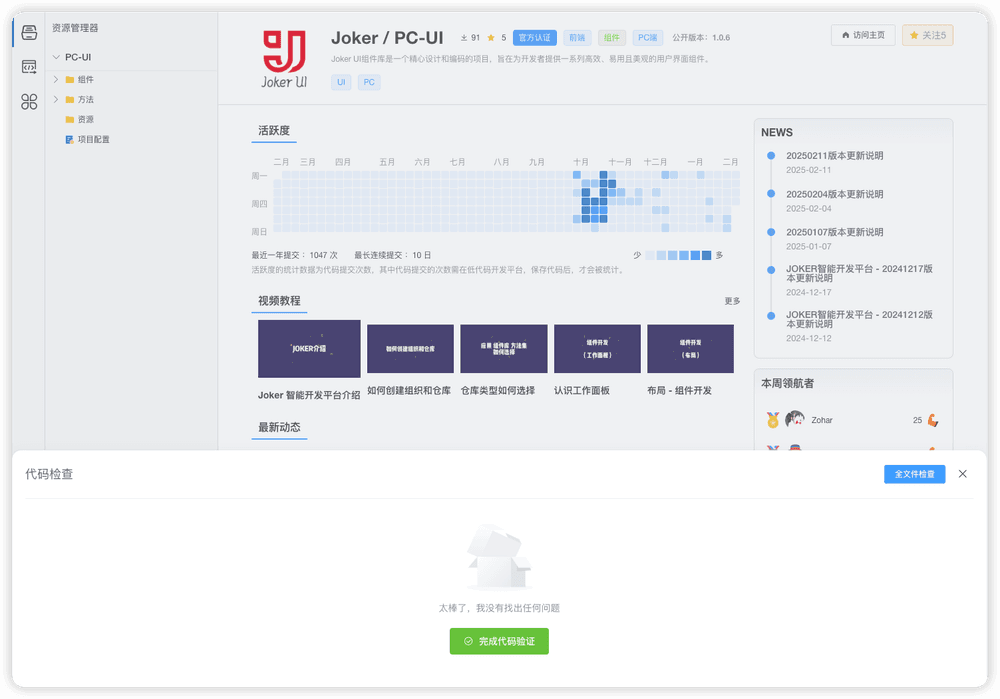 资源管理器
PC-UI
组件
方法
资源
项目配置
Joker UI
Joker / PC-UI 91 5 官方认证 前端 组件 PC端 公开版本：1.0.6
Joker UI组件库是一个精心设计和编码的项目，旨在为开发者提供一系列高效、易用且美观的用户界面组件。
UI PC
访问主页 关注5
活跃度
二月 三月 四月 五月 六月 七月 八月 九月 十月 十一月 十二月 一月 二月
周一
周四
周日
最近一年提交： 1047 次 最长连续提交： 10 日 少 多
活跃度的统计数据为代码提交次数，其中代码提交的次数需在低代码开发平台，保存代码后，才会被统计。
视频教程 更多
JOKER介绍
如何创建组织和仓库
应用 组件库 方法集
如何选择
组件开发
（工作面板）
组件开发
（布局）
Joker 智能开发平台介绍 如何创建组织和仓库 仓库类型如何选择 认识工作面板 布局 - 组件开发
最新动态
NEWS
20250211版本更新说明
2025-02-11
20250204版本更新说明
2025-02-04
20250107版本更新说明
2025-01-07
JOKER智能开发平台 - 20241217版
本更新说明
2024-12-17
JOKER智能开发平台 - 20241212版
本更新说明
2024-12-12
本周领航者
Zohar 25
代码检查 全文件检查
太棒了，我没有找出任何问题
完成代码验证